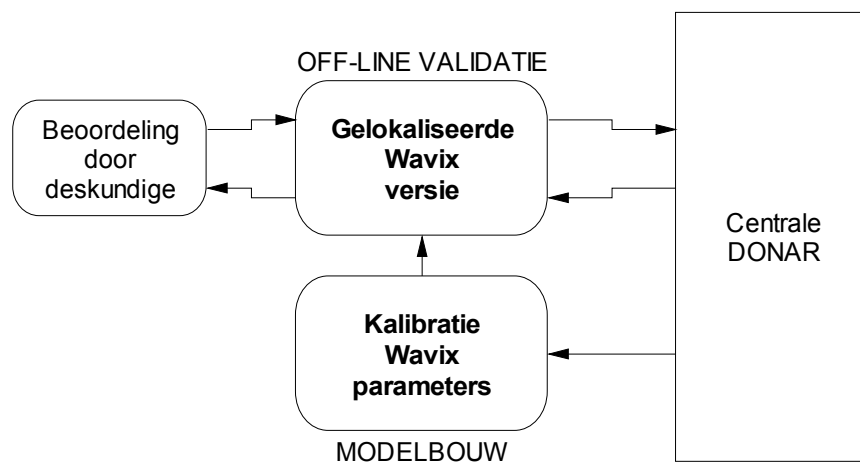 OFF-LINE VALIDATIE
Beoordeling
door
deskundige
Gelokaliseerde
Wavix
versie
Centrale
DONAR
Kalibratie
Wavix
parameters
MODELBOUW